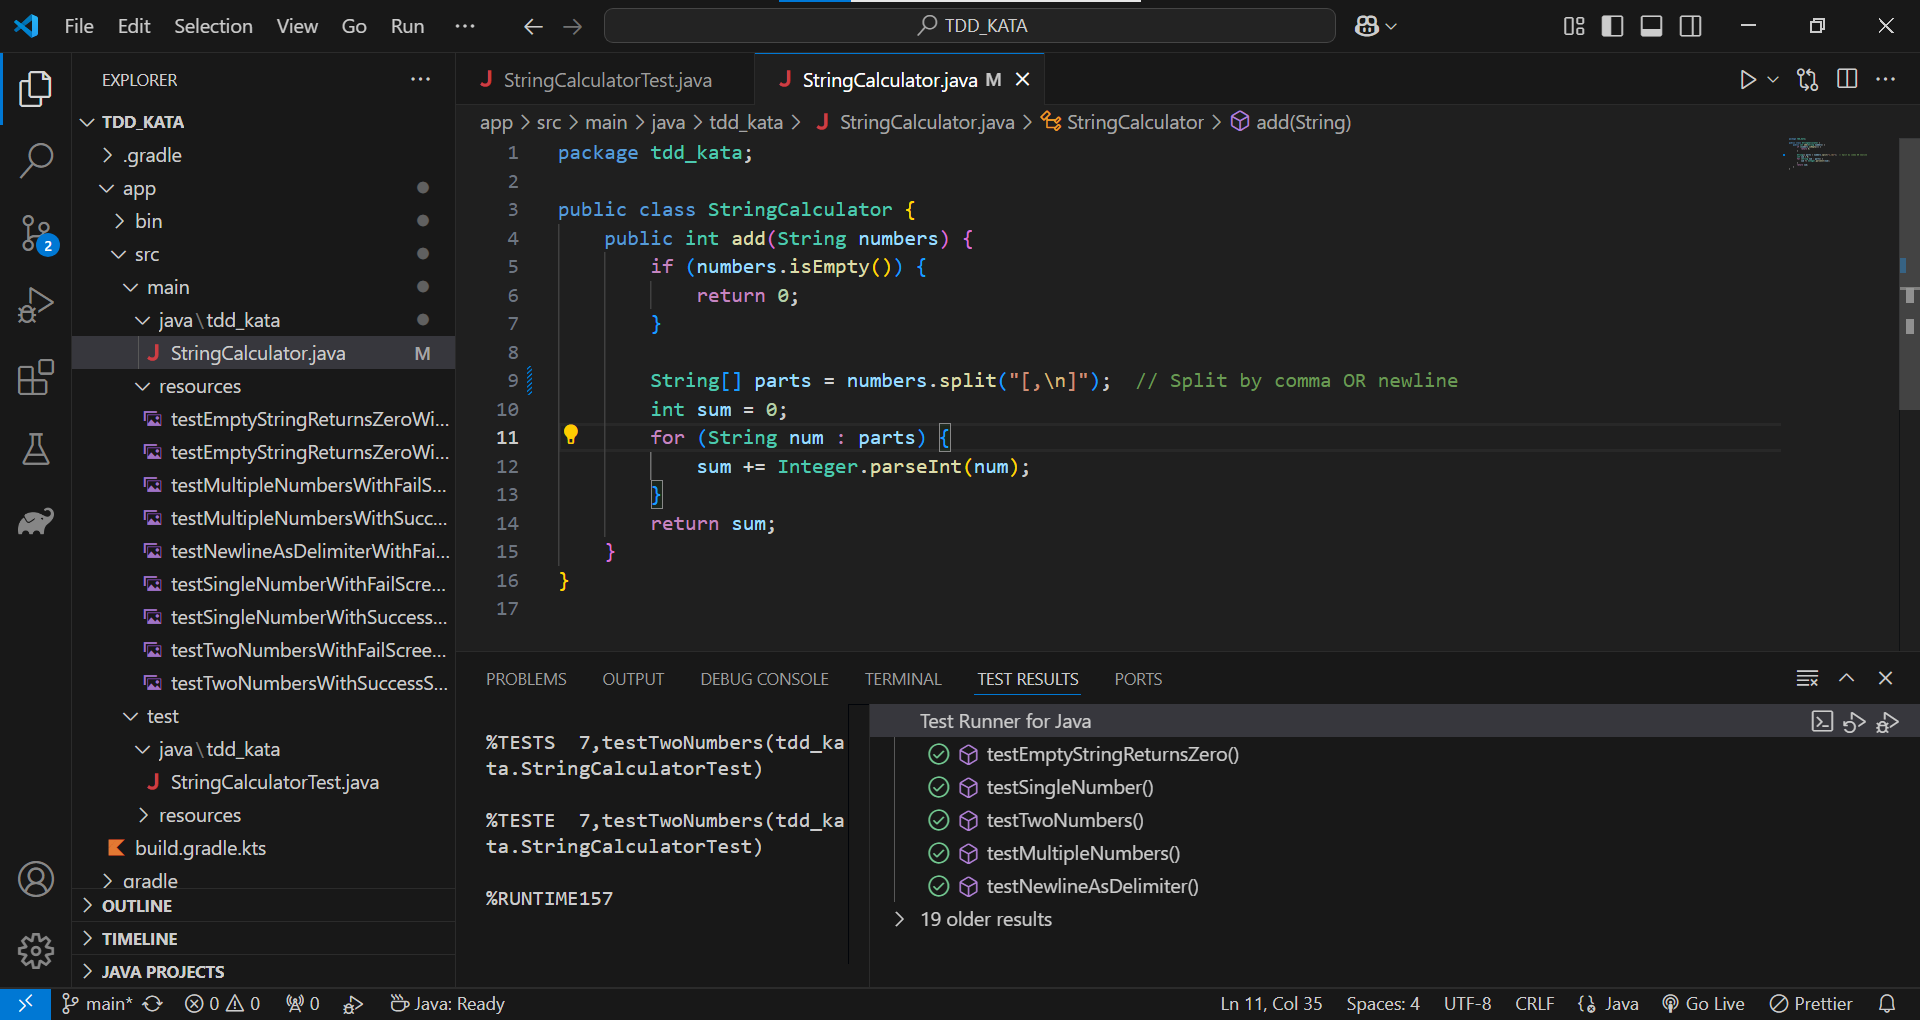 File Edit Selection View Go Run ···
TDD_KATA
EXPLORER
TDD_KATA
.gradle
app
bin
src
main
java\tdd_kata
StringCalculator.java M
resources
testEmptyStringReturnsZeroWi...
testEmptyStringReturnsZeroWi...
testMultipleNumbersWithFailS...
testMultipleNumbersWithSucc...
testNewlineAsDelimiterWithFai...
testSingleNumberWithFailScre...
testSingleNumberWithSuccess...
testTwoNumbersWithFailScree...
testTwoNumbersWithSuccessS...
test
java\tdd_kata
StringCalculatorTest.java
resources
build.gradle.kts
gradle
OUTLINE
TIMELINE
JAVA PROJECTS
2
StringCalculatorTest.java
StringCalculator.java M
app > src > main > java > tdd_kata > StringCalculator.java > StringCalculator > add(String)
1 package tdd_kata;
2
3 public class StringCalculator {
4 public int add(String numbers) {
5 if (numbers.isEmpty()) {
6 return 0;
7 }
8
9 String[] parts = numbers.split("[,\n]"); // Split by comma OR newline
10 int sum = 0;
11 for (String num : parts) {
12 sum += Integer.parseInt(num);
13 }
14 return sum;
15 }
16 }
17
PROBLEMS OUTPUT DEBUG CONSOLE TERMINAL TEST RESULTS PORTS
%TESTS 7,testTwoNumbers(tdd_ka
ta.StringCalculatorTest)
%TESTE 7,testTwoNumbers(tdd_ka
ta.StringCalculatorTest)
%RUNTIME157
Test Runner for Java
testEmptyStringReturnsZero()
testSingleNumber()
testTwoNumbers()
testMultipleNumbers()
testNewlineAsDelimiter()
19 older results
main* 0 0 0 Java: Ready
Ln 11, Col 35 Spaces: 4 UTF-8 CRLF Java Go Live Prettier